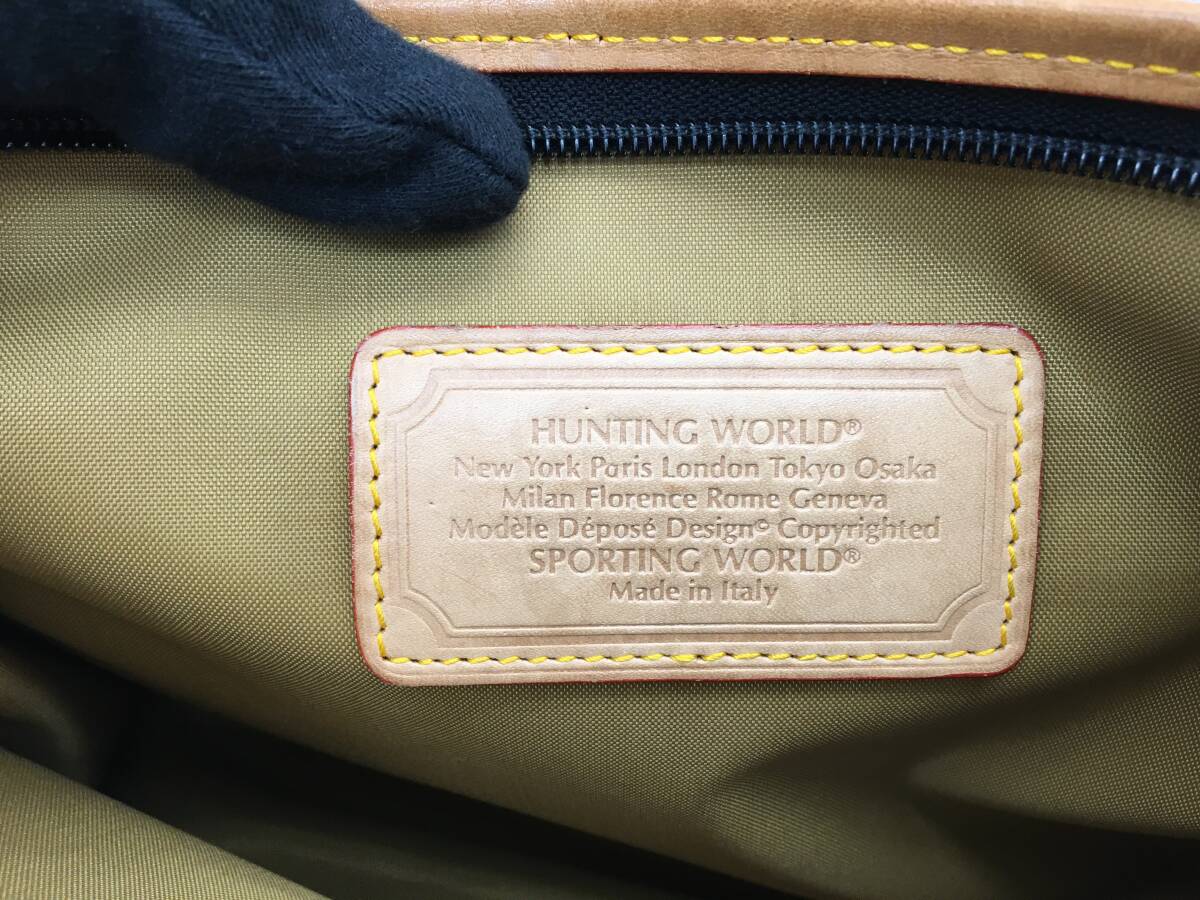 HUNTING WORLD®
New York Paris London Tokyo Osaka
Milan Florence Rome Geneva
Modèle Déposé Design© Copyrighted
SPORTING WORLD®
Made in Italy